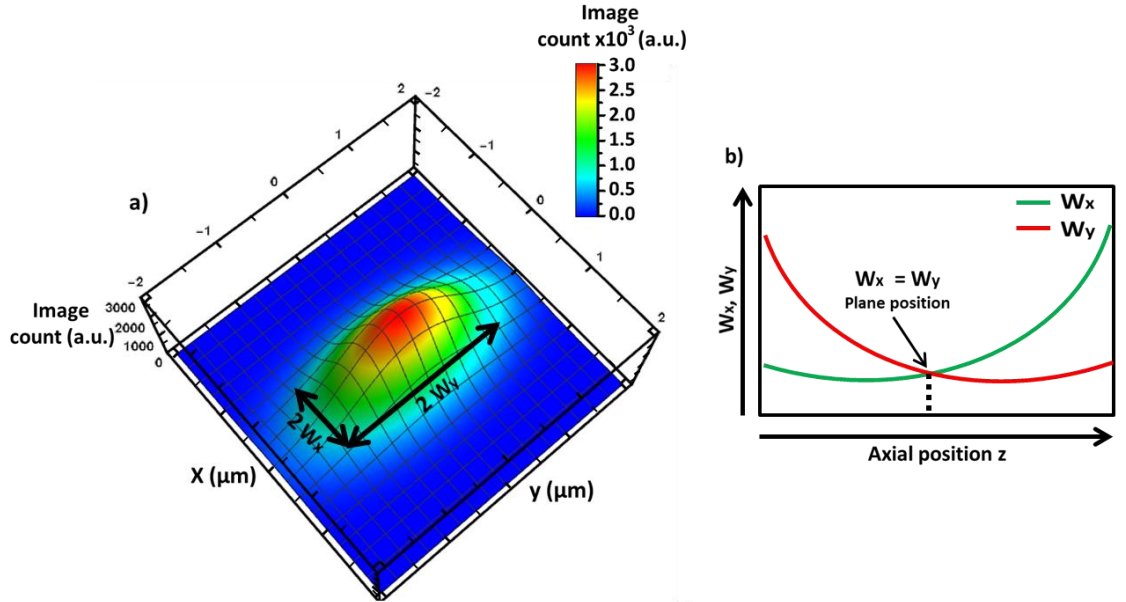 Image
count x10³ (a.u.)
3.0
2.5
2.0
1.5
1.0
0.5
0.0
a)
2
1
0
-1
-2
-2
-1
0
1
2
Image
count (a.u.)
3000
2000
1000
0
2 Wx
2 Wy
X (μm)
y (μm)
b)
Wx
Wy
Wx = Wy
Plane position
Wx, Wy
Axial position z